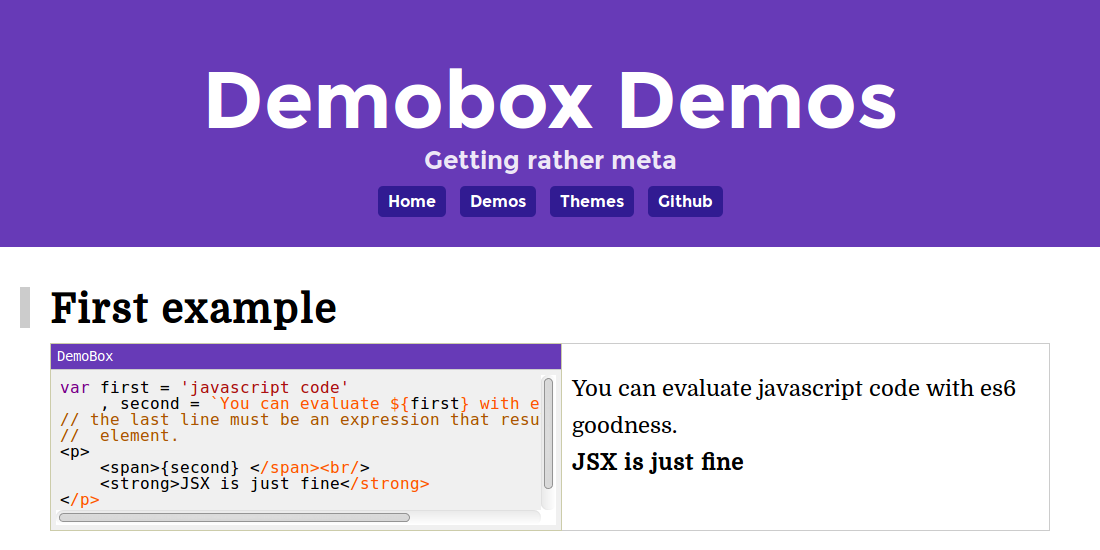 Demobox Demos
Getting rather meta
Home Demos Themes Github
First example
DemoBox
var first = 'javascript code'
, second = `You can evaluate ${first} with e
// the last line must be an expression that resu
//  element.
<p>
<span>{second} </span><br/>
<strong>JSX is just fine</strong>
</p>
You can evaluate javascript code with es6
goodness.
JSX is just fine